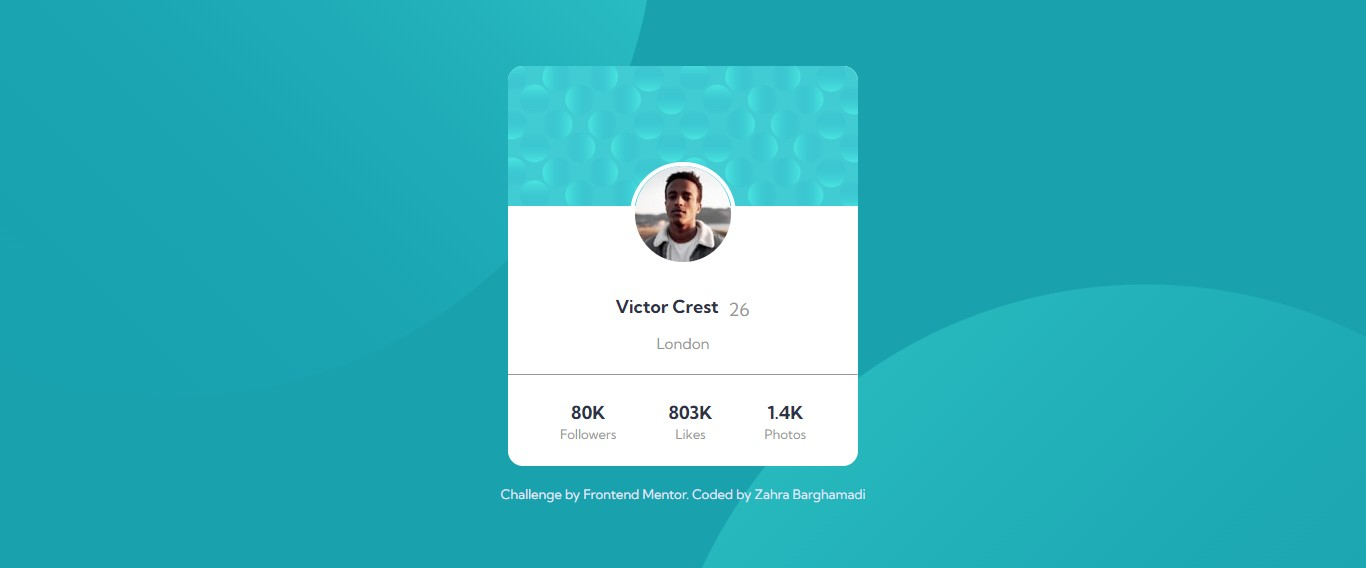 Victor Crest 26
London
80K 803K 1.4K
Followers Likes Photos
Challenge by Frontend Mentor. Coded by Zahra Barghamadi